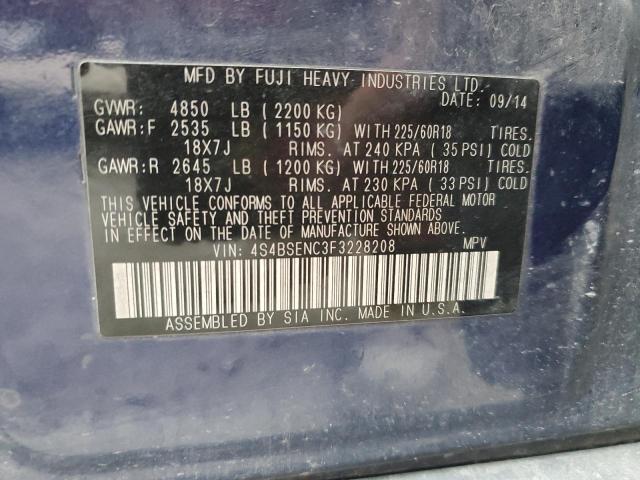 MFD BY FUJI HEAVY INDUSTRIES LTD.
DATE: 09/14
GVWR: 4850 LB (2200 KG)
GAWR:F 2535 LB (1150 KG) WITH 225/60R18 TIRES.
18X7J RIMS. AT 240 KPA (35 PSI) COLD
GAWR:R 2645 LB (1200 KG) WITH 225/60R18 TIRES.
18X7J RIMS. AT 230 KPA (33 PSI) COLD
THIS VEHICLE CONFORMS TO ALL APPLICABLE FEDERAL MOTOR
VEHICLE SAFETY AND THEFT PREVENTION STANDARDS
IN EFFECT ON THE DATE OF MANUFACTURE SHOWN ABOVE.
VIN: 4S4BSENC3F3228208 MPV
ASSEMBLED BY SIA INC. MADE IN U.S.A.